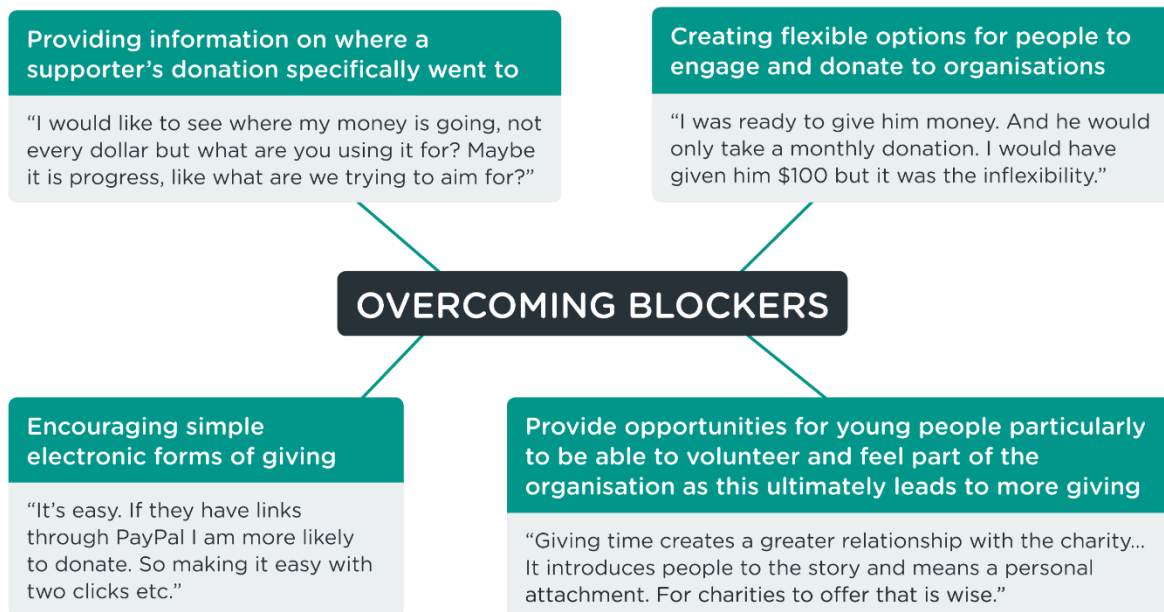 Providing information on where a
supporter’s donation specifically went to
“I would like to see where my money is going, not
every dollar but what are you using it for? Maybe
it is progress, like what are we trying to aim for?”
Creating flexible options for people to
engage and donate to organisations
“I was ready to give him money. And he would
only take a monthly donation. I would have
given him $100 but it was the inflexibility.”
OVERCOMING BLOCKERS
Encouraging simple
electronic forms of giving
“It’s easy. If they have links
through PayPal I am more likely
to donate. So making it easy with
two clicks etc.”
Provide opportunities for young people particularly
to be able to volunteer and feel part of the
organisation as this ultimately leads to more giving
“Giving time creates a greater relationship with the charity...
It introduces people to the story and means a personal
attachment. For charities to offer that is wise.”